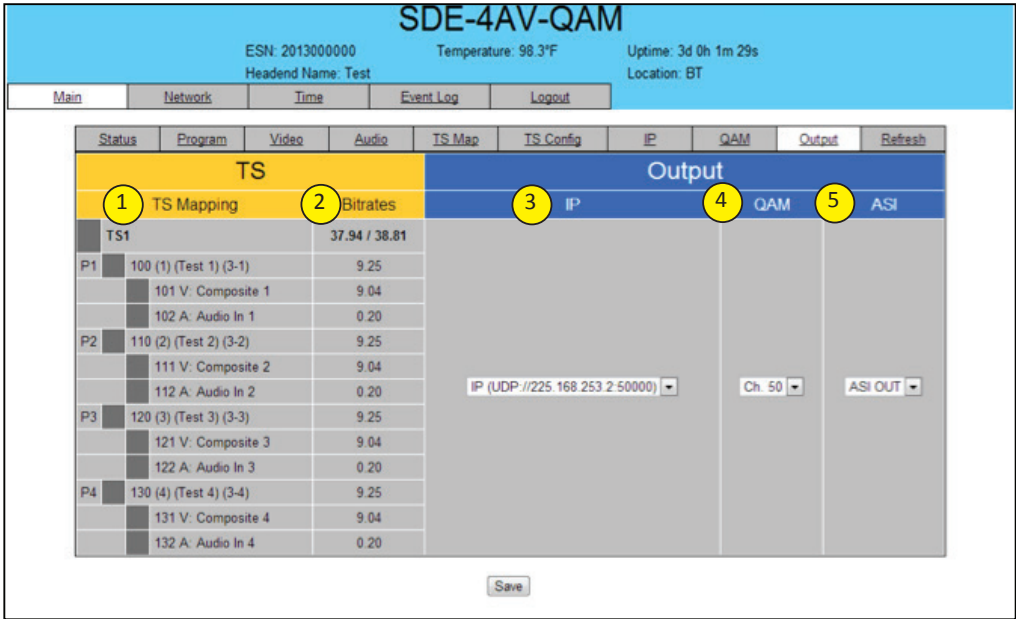 SDE-4AV-QAM
ESN: 2013000000 Temperature: 98.3°F Uptime: 3d 0h 1m 29s
Headend Name: Test Location: BT
Main Network Time Event Log Logout
Status Program Video Audio TS Map TS Config IP QAM Output Refresh
TS Output
1 TS Mapping 2 Bitrates 3 IP 4 QAM 5 ASI
TS1 37.94 / 38.81
P1 100 (1) (Test 1) (3-1) 9.25
101 V: Composite 1 9.04
102 A: Audio In 1 0.20
P2 110 (2) (Test 2) (3-2) 9.25
111 V: Composite 2 9.04
112 A: Audio In 2 0.20
IP (UDP://225.168.253.2:50000) Ch. 50 ASI OUT
P3 120 (3) (Test 3) (3-3) 9.25
121 V: Composite 3 9.04
122 A: Audio In 3 0.20
P4 130 (4) (Test 4) (3-4) 9.25
131 V: Composite 4 9.04
132 A: Audio In 4 0.20
Save